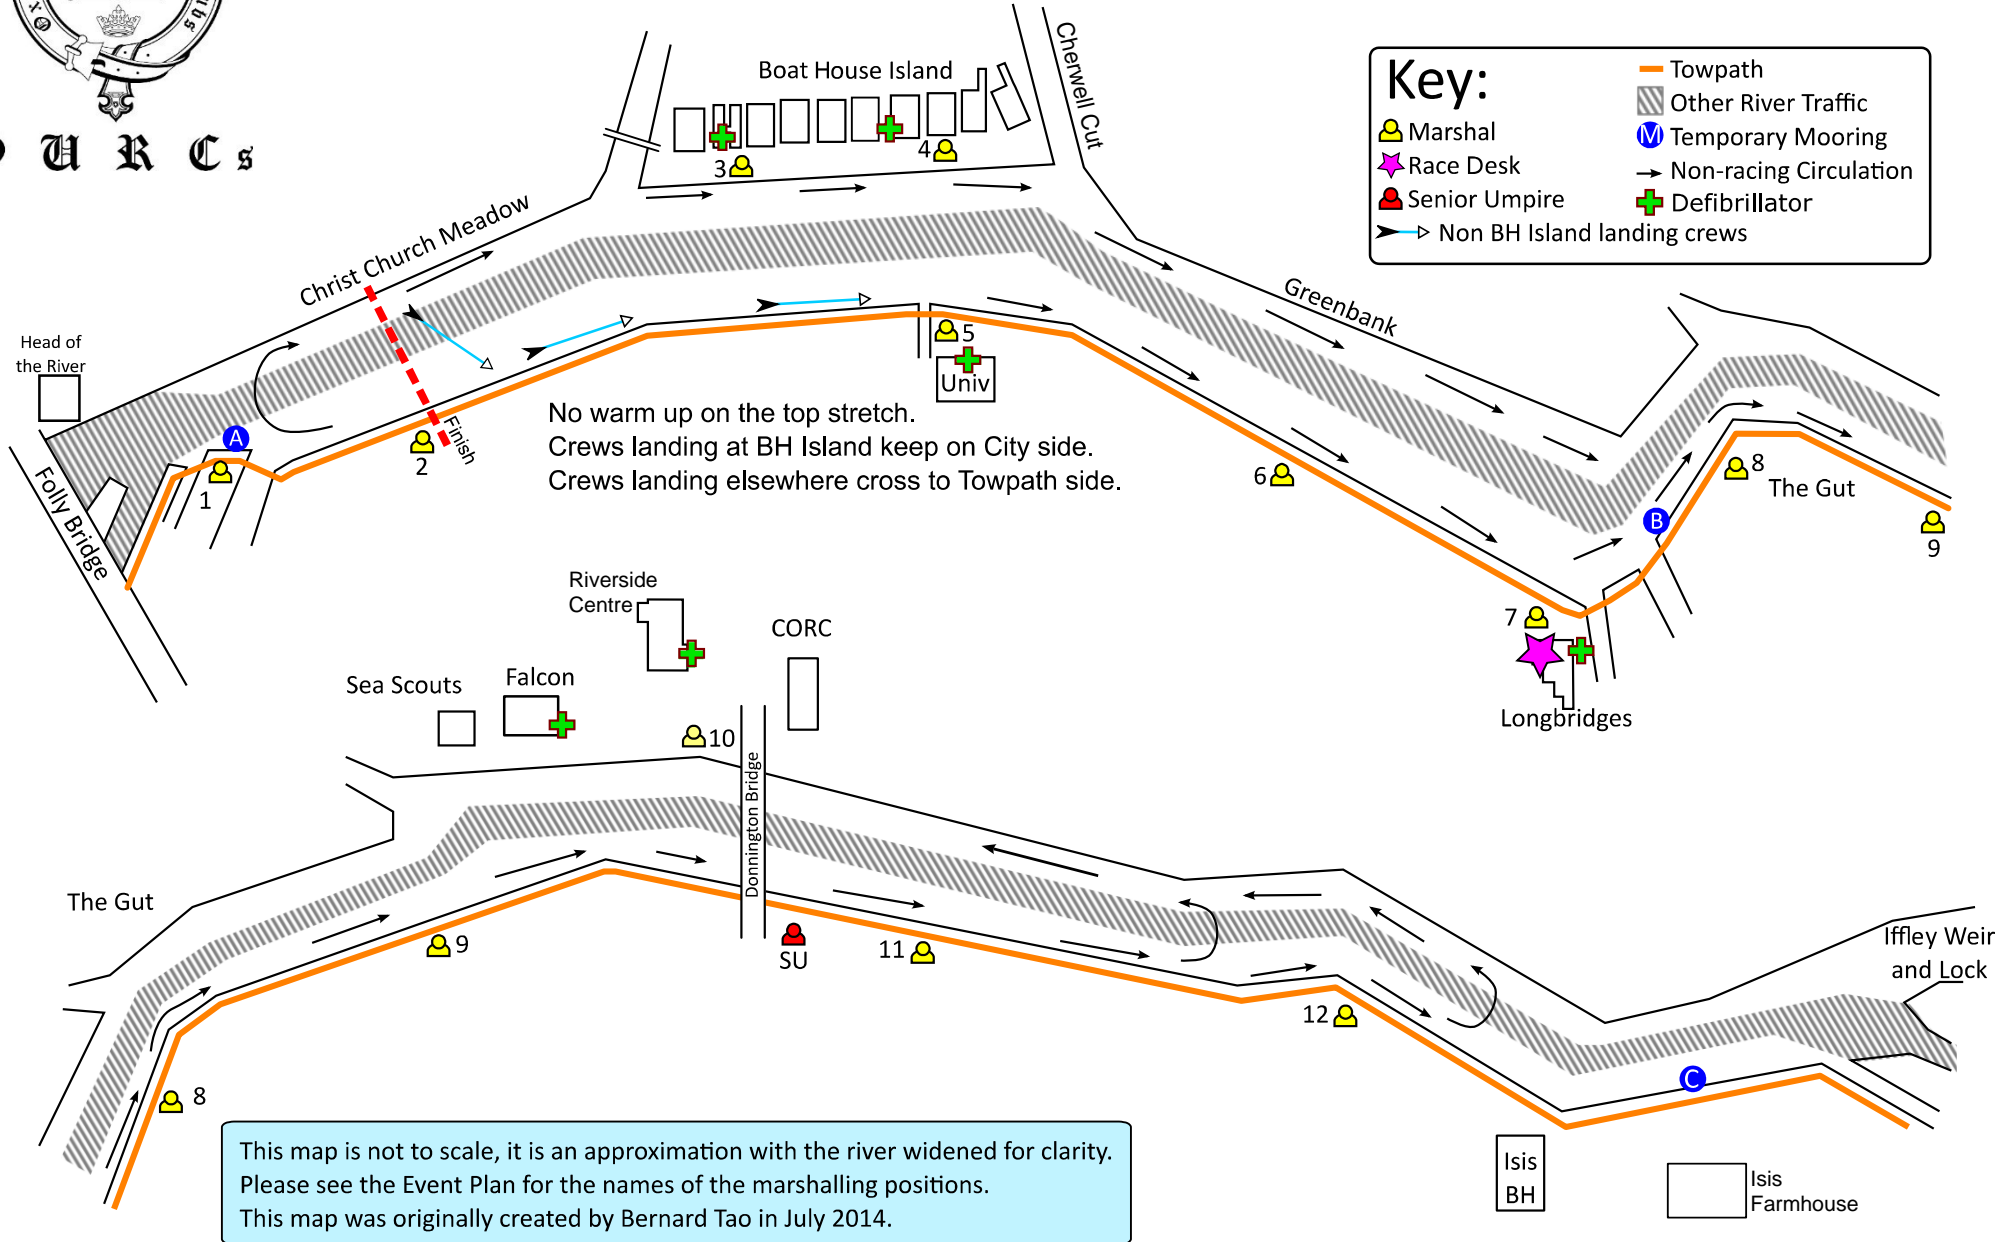 U R C s
Boat House Island
Cherwell Cut
Key:
Marshal
Race Desk
Senior Umpire
Non BH Island landing crews
Towpath
Other River Traffic
M Temporary Mooring
Non-racing Circulation
Defibrillator
3
4
Christ Church Meadow
Greenbank
Head of
the River
A
1
2
Finish
Folly Bridge
5
Univ
No warm up on the top stretch.
Crews landing at BH Island keep on City side.
Crews landing elsewhere cross to Towpath side.
6
7
Longbridges
B
8
The Gut
9
Riverside
Centre
CORC
Sea Scouts
Falcon
10
Donnington Bridge
The Gut
8
9
SU
11
12
C
Iffley Weir
and Lock
Isis
BH
Isis
Farmhouse
This map is not to scale, it is an approximation with the river widened for clarity.
Please see the Event Plan for the names of the marshalling positions.
This map was originally created by Bernard Tao in July 2014.